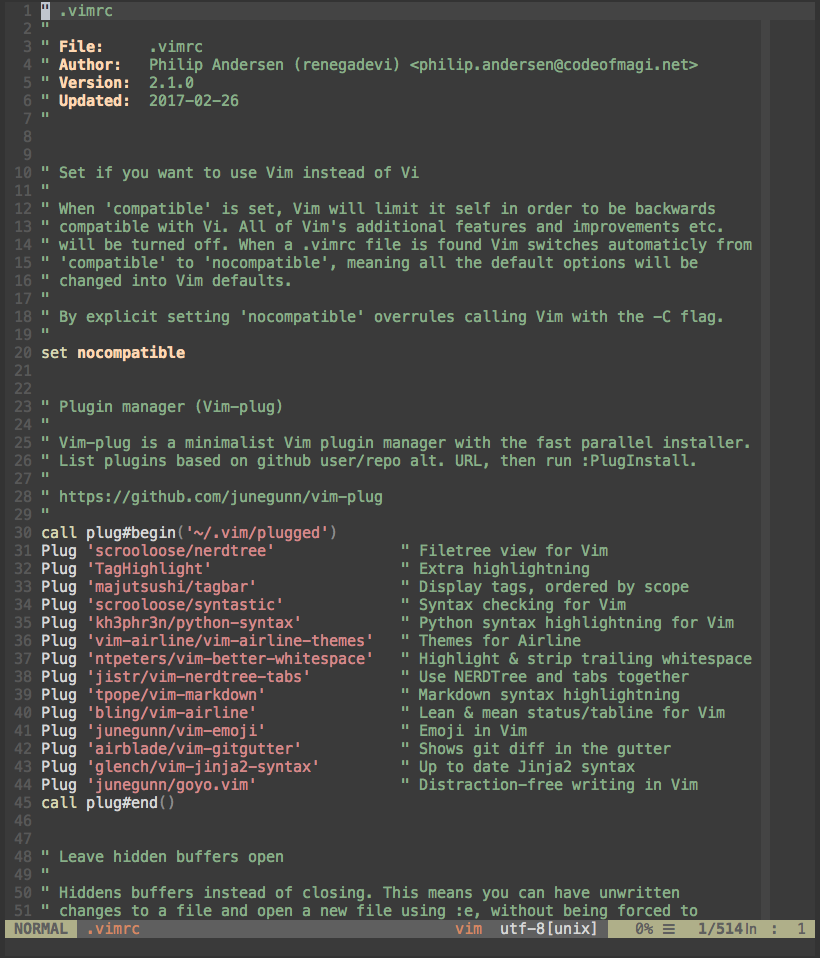 1 " .vimrc
2 "
3 " File:     .vimrc
4 " Author:   Philip Andersen (renegadevi) <philip.andersen@codeofmagi.net>
5 " Version:  2.1.0
6 " Updated:  2017-02-26
7 "
8
9
10 " Set if you want to use Vim instead of Vi
11 "
12 " When 'compatible' is set, Vim will limit it self in order to be backwards
13 " compatible with Vi. All of Vim's additional features and improvements etc.
14 " will be turned off. When a .vimrc file is found Vim switches automaticly from
15 " 'compatible' to 'nocompatible', meaning all the default options will be
16 " changed into Vim defaults.
17 "
18 " By explicit setting 'nocompatible' overrules calling Vim with the -C flag.
19 "
20 set nocompatible
21
22
23 " Plugin manager (Vim-plug)
24 "
25 " Vim-plug is a minimalist Vim plugin manager with the fast parallel installer.
26 " List plugins based on github user/repo alt. URL, then run :PlugInstall.
27 "
28 " https://github.com/junegunn/vim-plug
29 "
30 call plug#begin('~/.vim/plugged')
31 Plug 'scrooloose/nerdtree'              " Filetree view for Vim
32 Plug 'TagHighlight'                     " Extra highlightning
33 Plug 'majutsushi/tagbar'                " Display tags, ordered by scope
34 Plug 'scrooloose/syntastic'             " Syntax checking for Vim
35 Plug 'kh3phr3n/python-syntax'           " Python syntax highlightning for Vim
36 Plug 'vim-airline/vim-airline-themes'   " Themes for Airline
37 Plug 'ntpeters/vim-better-whitespace'   " Highlight & strip trailing whitespace
38 Plug 'jistr/vim-nerdtree-tabs'          " Use NERDTree and tabs together
39 Plug 'tpope/vim-markdown'               " Markdown syntax highlightning
40 Plug 'bling/vim-airline'                " Lean & mean status/tabline for Vim
41 Plug 'junegunn/vim-emoji'               " Emoji in Vim
42 Plug 'airblade/vim-gitgutter'           " Shows git diff in the gutter
43 Plug 'glench/vim-jinja2-syntax'         " Up to date Jinja2 syntax
44 Plug 'junegunn/goyo.vim'                " Distraction-free writing in Vim
45 call plug#end()
46
47
48 " Leave hidden buffers open
49 "
50 " Hiddens buffers instead of closing. This means you can have unwritten
51 " changes to a file and open a new file using :e, without being forced to
NORMAL .vimrc vim utf-8[unix] 0% ☰ 1/514㏑ : 1